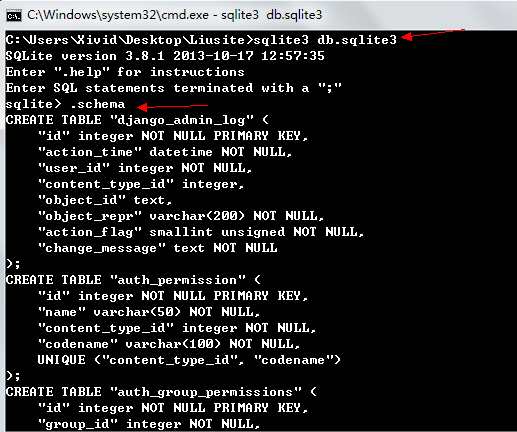 C:\Windows\system32\cmd.exe - sqlite3 db.sqlite3
C:\Users\Xivid\Desktop\Liusite>sqlite3 db.sqlite3
SQLite version 3.8.1 2013-10-17 12:57:35
Enter ".help" for instructions
Enter SQL statements terminated with a ";"
sqlite> .schema
CREATE TABLE "django_admin_log" (
    "id" integer NOT NULL PRIMARY KEY,
    "action_time" datetime NOT NULL,
    "user_id" integer NOT NULL,
    "content_type_id" integer,
    "object_id" text,
    "object_repr" varchar(200) NOT NULL,
    "action_flag" smallint unsigned NOT NULL,
    "change_message" text NOT NULL
);
CREATE TABLE "auth_permission" (
    "id" integer NOT NULL PRIMARY KEY,
    "name" varchar(50) NOT NULL,
    "content_type_id" integer NOT NULL,
    "codename" varchar(100) NOT NULL,
    UNIQUE ("content_type_id", "codename")
);
CREATE TABLE "auth_group_permissions" (
    "id" integer NOT NULL PRIMARY KEY,
    "group_id" integer NOT NULL,